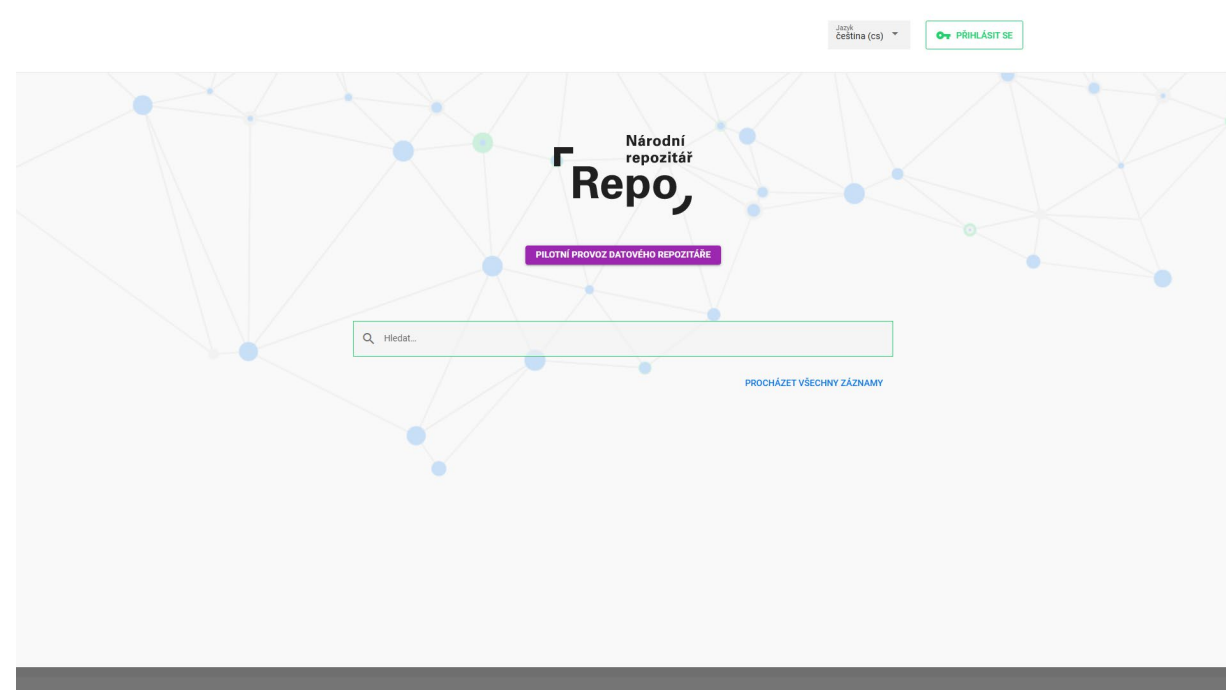 Jazyk
čeština (cs)
PŘIHLÁSIT SE
Národní
repozitář
Repo
PILOTNÍ PROVOZ DATOVÉHO REPOZITÁŘE
Hledat...
PROCHÁZET VŠECHNY ZÁZNAMY